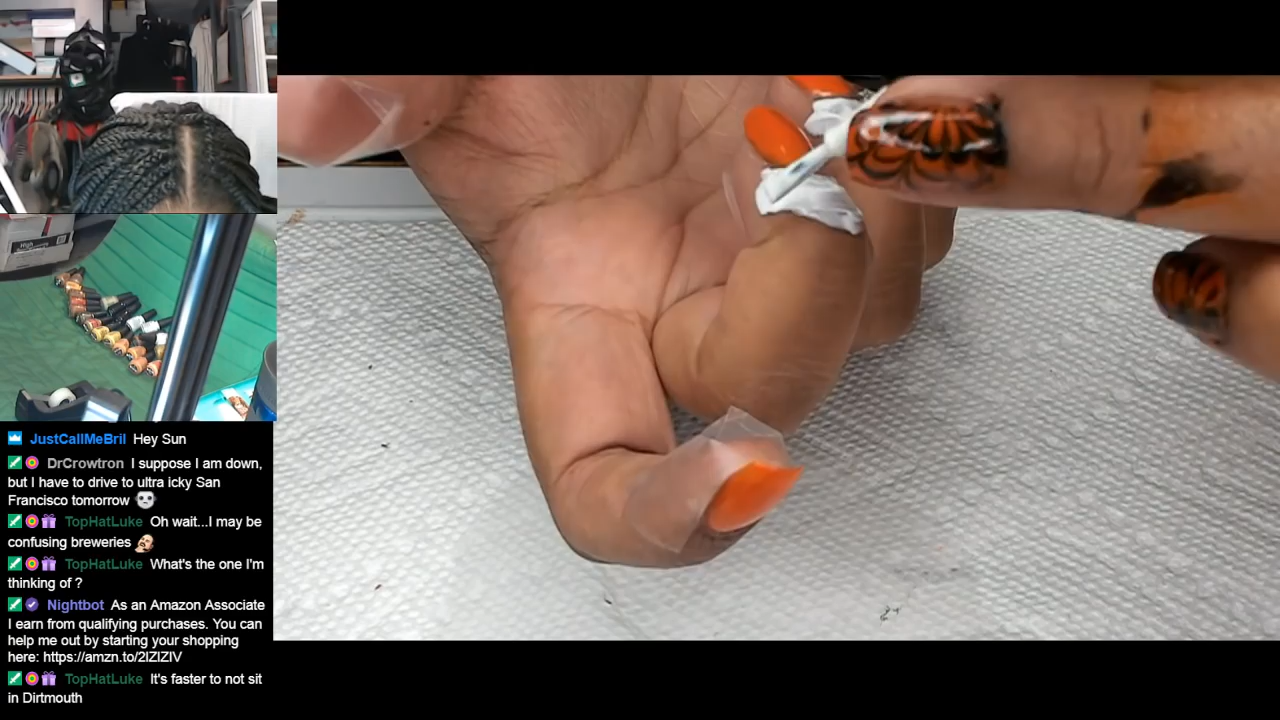 High
JustCallMeBril Hey Sun
DrCrowtron I suppose I am down,
but I have to drive to ultra icky San
Francisco tomorrow
TopHatLuke Oh wait...I may be
confusing breweries
TopHatLuke What's the one I'm
thinking of ?
Nightbot As an Amazon Associate
I earn from qualifying purchases. You can
help me out by starting your shopping
here: https://amzn.to/2IZIZIV
TopHatLuke It's faster to not sit
in Dirtmouth